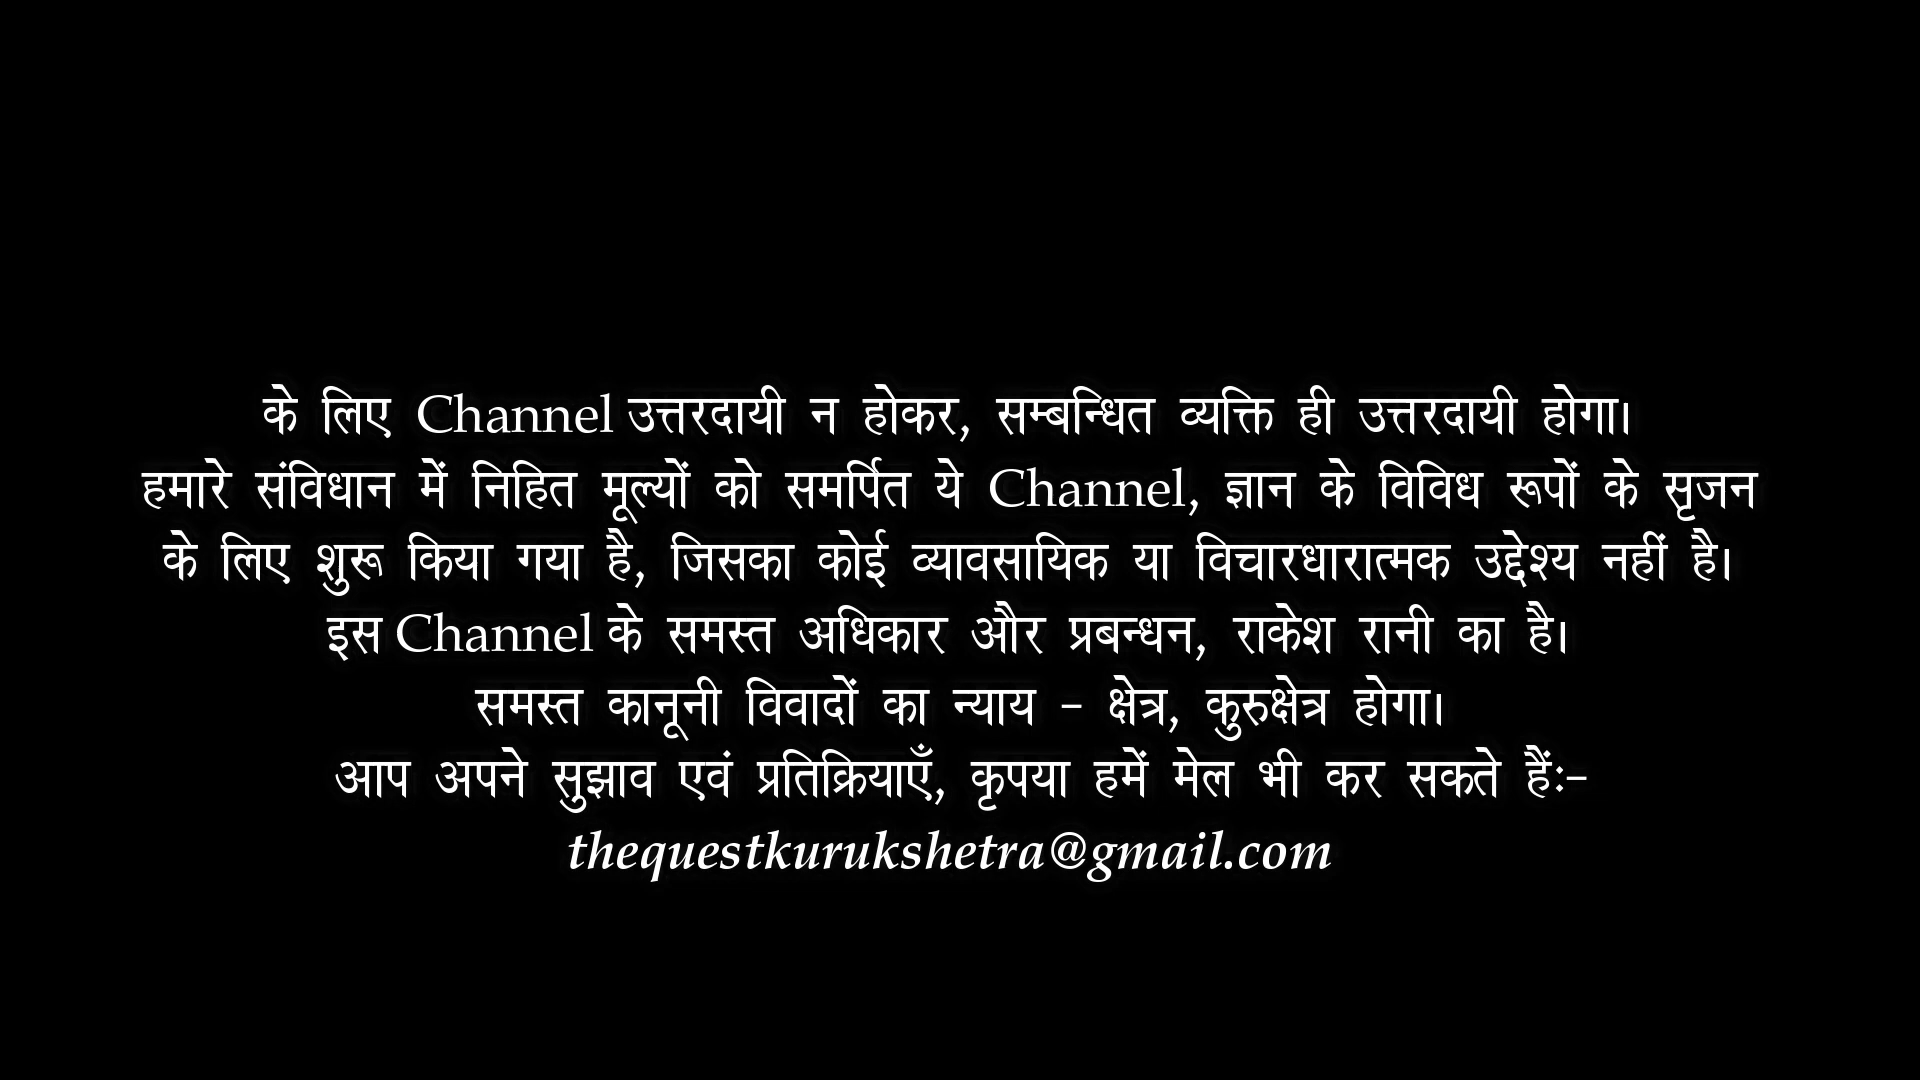 के लिए Channel उत्तरदायी न होकर, सम्बन्धित व्यक्ति ही उत्तरदायी होगा।
हमारे संविधान में निहित मूल्यों को समर्पित ये Channel, ज्ञान के विविध रूपों के सृजन
के लिए शुरू किया गया है, जिसका कोई व्यावसायिक या विचारधारात्मक उद्देश्य नहीं है।
इस Channel के समस्त अधिकार और प्रबन्धन, राकेश रानी का है।
समस्त कानूनी विवादों का न्याय - क्षेत्र, कुरुक्षेत्र होगा।
आप अपने सुझाव एवं प्रतिक्रियाएँ, कृपया हमें मेल भी कर सकते हैंः-
thequestkurukshetra@gmail.com